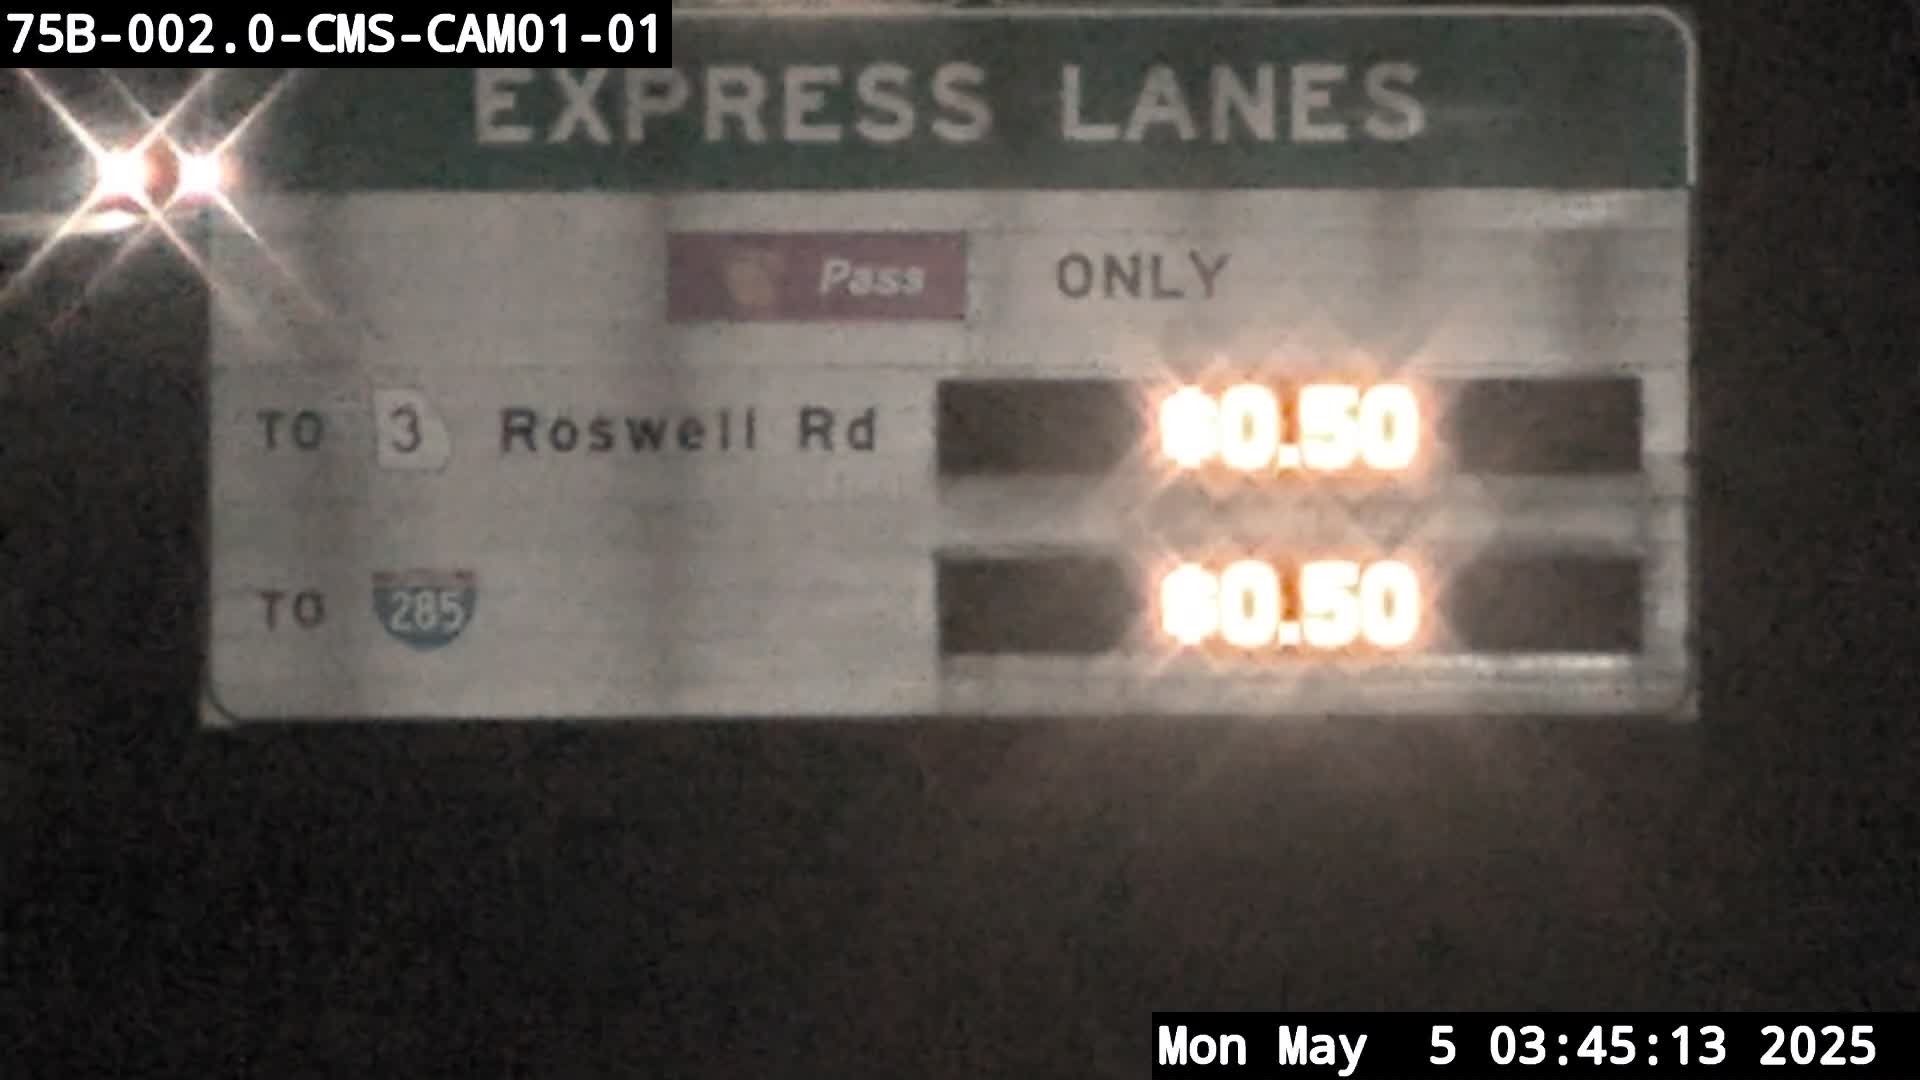 75B-002.0-CMS-CAM01-01
EXPRESS LANES
Pass ONLY
TO 3 Roswell Rd $0.50
TO 285 $0.50
Mon May 5 03:45:13 2025